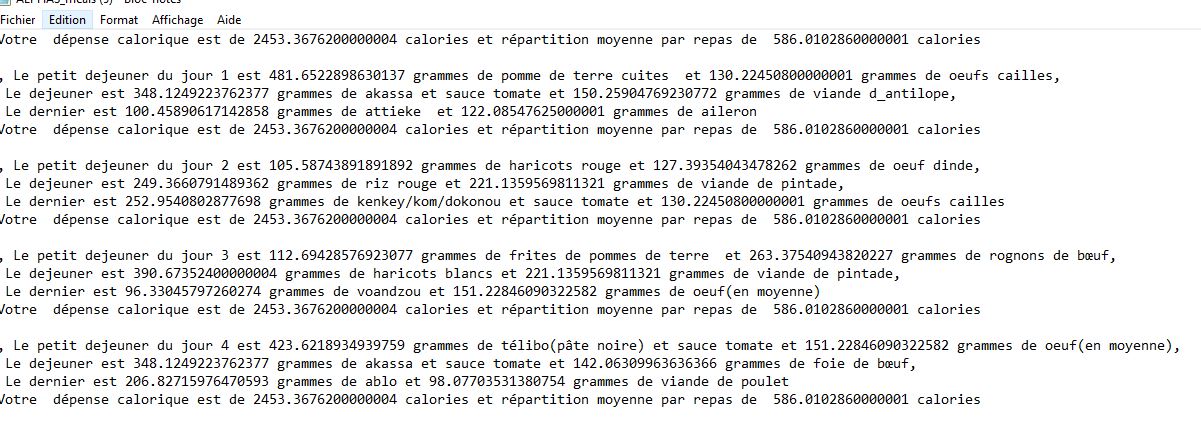 Fichier Edition Format Affichage Aide
Votre  dépense calorique est de 2453.3676200000004 calories et répartition moyenne par repas de  586.0102860000001 calories
, Le petit dejeuner du jour 1 est 481.6522898630137 grammes de pomme de terre cuites  et 130.22450800000001 grammes de oeufs cailles,
Le dejeuner est 348.1249223762377 grammes de akassa et sauce tomate et 150.25904769230772 grammes de viande d_antilope,
Le dernier est 100.45890617142858 grammes de attieke  et 122.08547625000001 grammes de aileron
Votre  dépense calorique est de 2453.3676200000004 calories et répartition moyenne par repas de  586.0102860000001 calories
, Le petit dejeuner du jour 2 est 105.58743891891892 grammes de haricots rouge et 127.39354043478262 grammes de oeuf dinde,
Le dejeuner est 249.3660791489362 grammes de riz rouge et 221.1359569811321 grammes de viande de pintade,
Le dernier est 252.9540802877698 grammes de kenkey/kom/dokonou et sauce tomate et 130.22450800000001 grammes de oeufs cailles
Votre  dépense calorique est de 2453.3676200000004 calories et répartition moyenne par repas de  586.0102860000001 calories
, Le petit dejeuner du jour 3 est 112.69428576923077 grammes de frites de pommes de terre  et 263.37540943820227 grammes de rognons de bœuf,
Le dejeuner est 390.67352400000004 grammes de haricots blancs et 221.1359569811321 grammes de viande de pintade,
Le dernier est 96.33045797260274 grammes de voandzou et 151.22846090322582 grammes de oeuf(en moyenne)
Votre  dépense calorique est de 2453.3676200000004 calories et répartition moyenne par repas de  586.0102860000001 calories
, Le petit dejeuner du jour 4 est 423.6218934939759 grammes de télibo(pâte noire) et sauce tomate et 151.22846090322582 grammes de oeuf(en moyenne),
Le dejeuner est 348.1249223762377 grammes de akassa et sauce tomate et 142.06309963636366 grammes de foie de bœuf,
Le dernier est 206.82715976470593 grammes de ablo et 98.07703531380754 grammes de viande de poulet
Votre  dépense calorique est de 2453.3676200000004 calories et répartition moyenne par repas de  586.0102860000001 calories